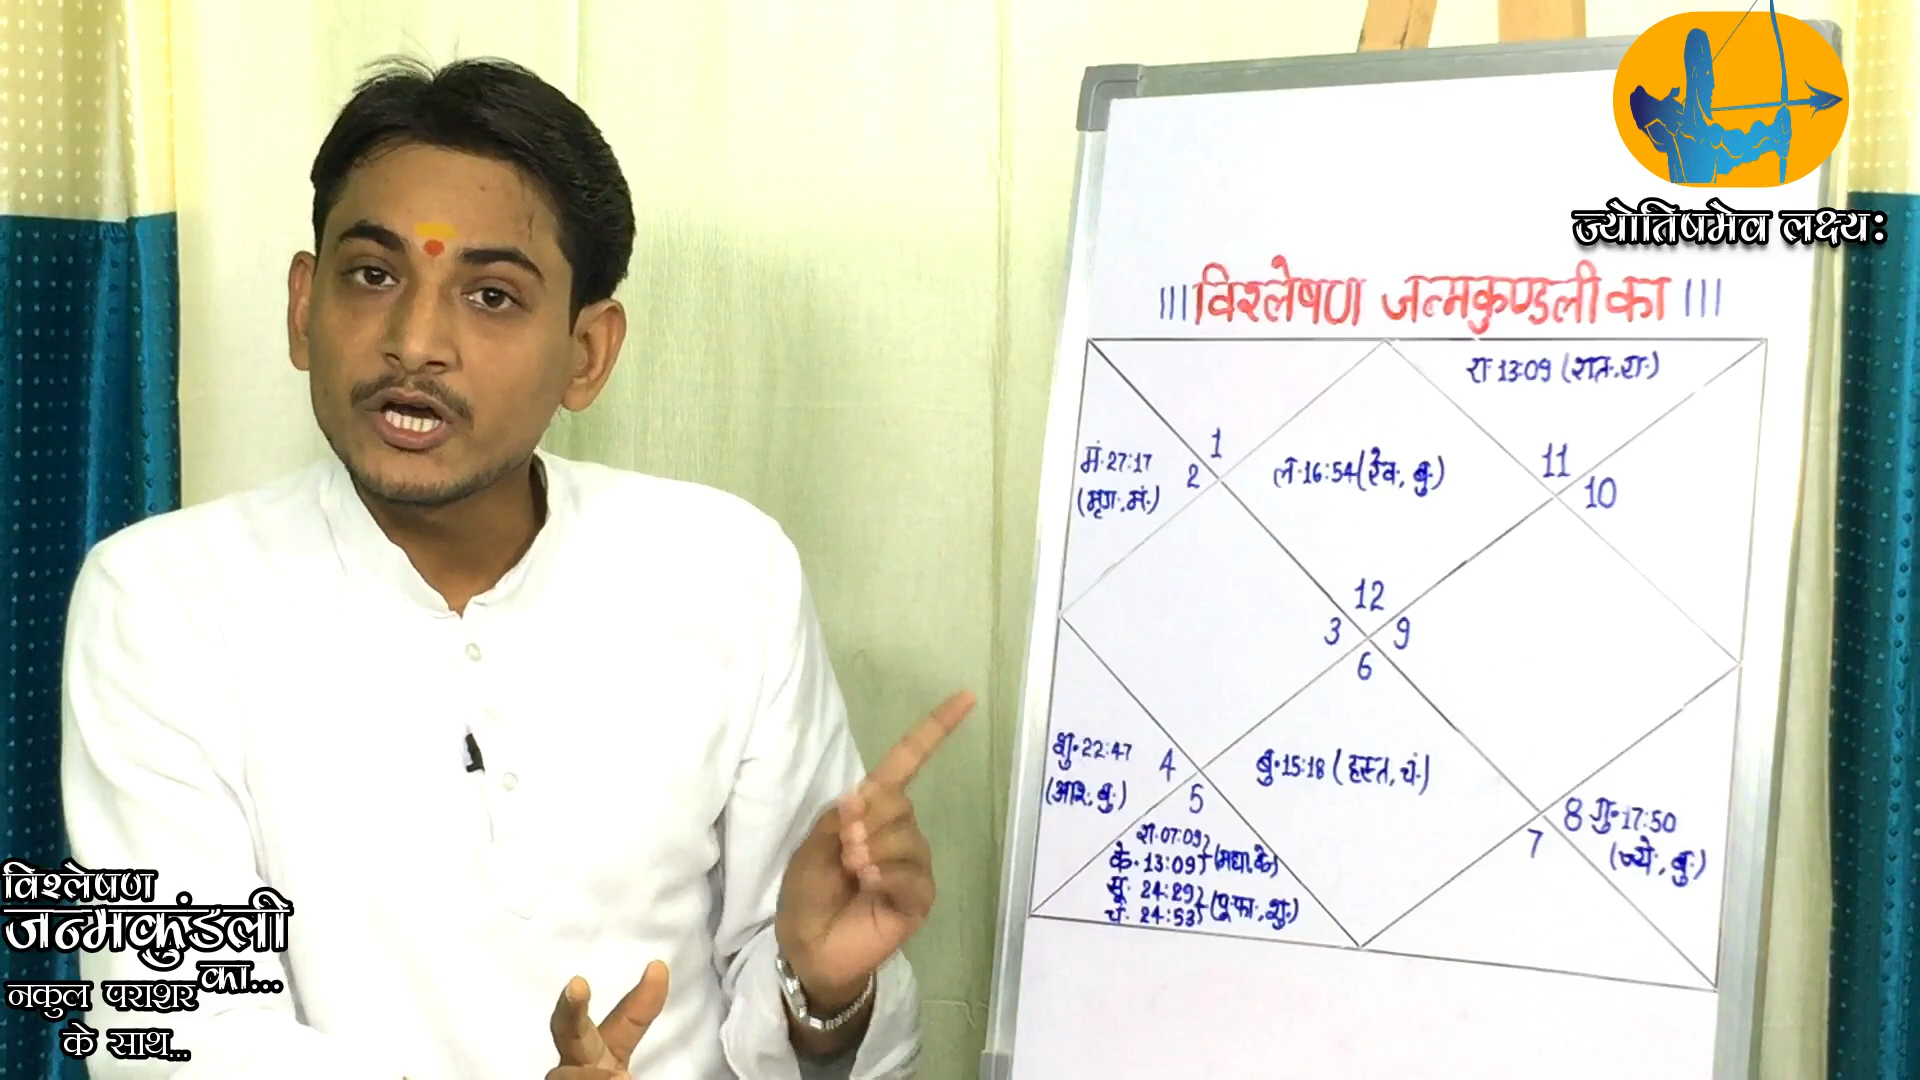 ज्योतिषमेव लक्ष्य:
|||विश्लेषण जन्मकुण्डली का|||
रा॰ 13:09 (शत॰,रा॰)
मं॰27:17
(मृग॰,मं॰)
1
2
ल॰16:54(रेव॰, बु॰)
11
10
12
3
9
6
शु॰22:47
(आश्ले॰, बु॰)
4
5
बु॰15:18 (हस्त, चं॰)
श॰07:09}
के॰13:09} (मघा,के॰)
सू॰ 24:29}
चं॰ 24:53} (पू॰फा॰, शु॰)
8 गु॰17:50
(ज्ये॰, बु॰)
7
विश्लेषण
जन्मकुंडली
का...
नकुल पराशर
के साथ...